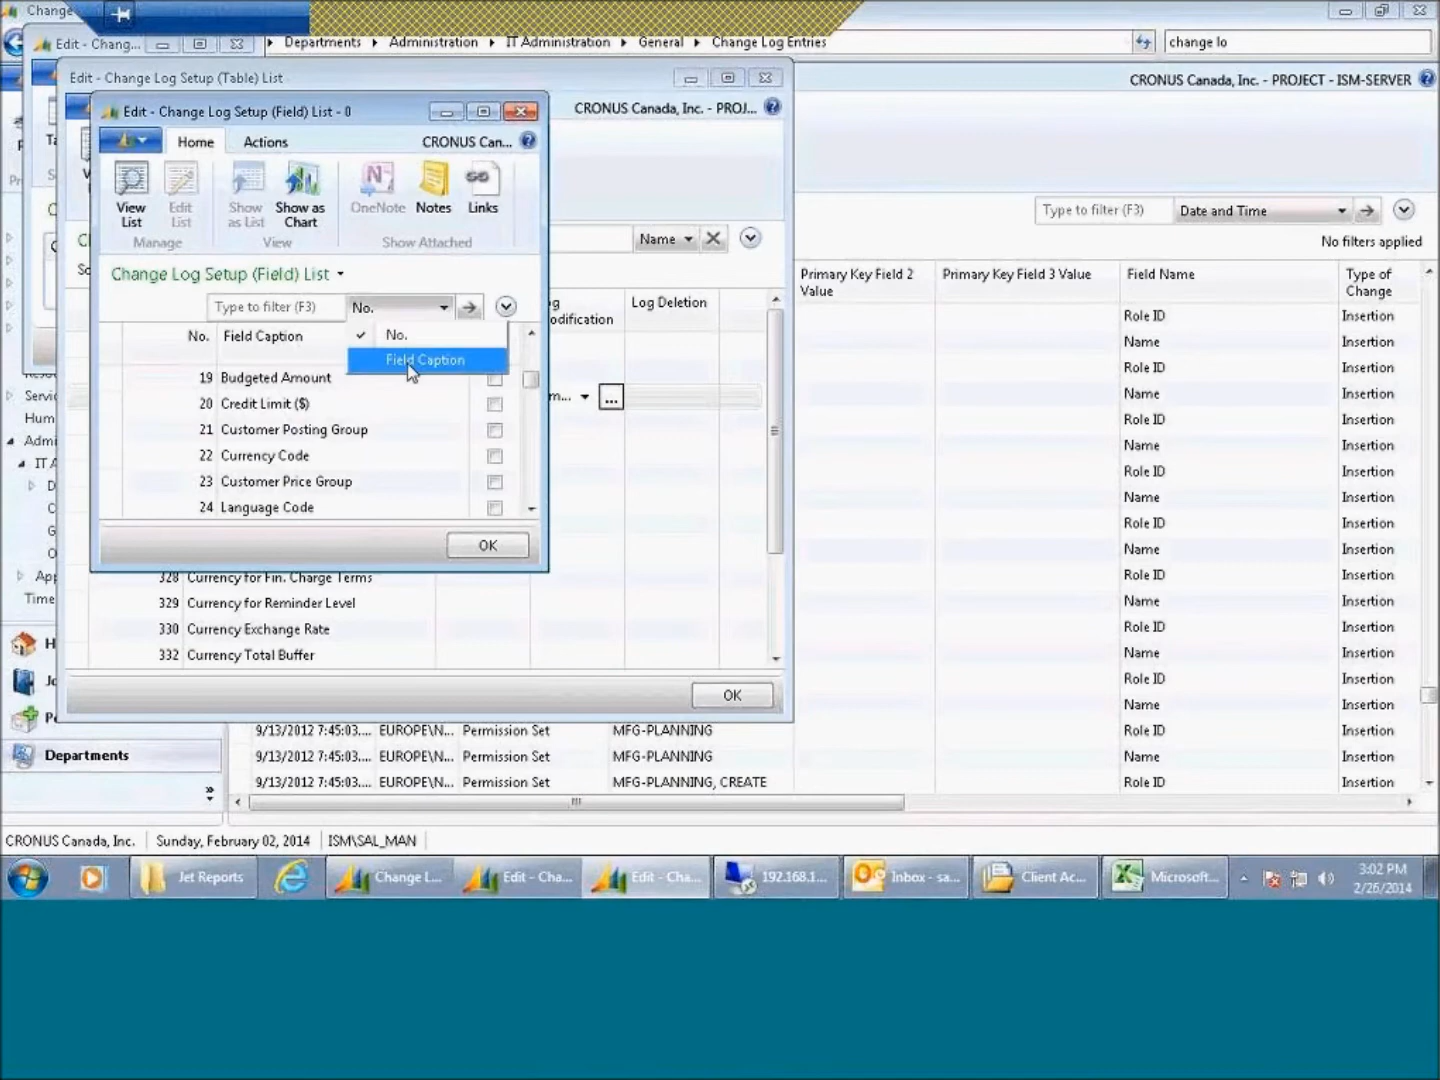 Change
Edit - Chang...
Departments
Administration
IT Administration
General
Change Log Entries
change lo
Edit - Change Log Setup (Table) List
CRONUS Canada, Inc. - PROJECT - ISM-SERVER
CRONUS Canada, Inc. - PROJ...
Edit - Change Log Setup (Field) List - 0
Home
Actions
CRONUS Can...
View List
Edit List
Show as List
Show as Chart
OneNote
Notes
Links
Manage
View
Show Attached
Name
Type to filter (F3)
Date and Time
No filters applied
Change Log Setup (Field) List
Type to filter (F3)
No.
No.
Field Caption
No.
Field Caption
19 Budgeted Amount
20 Credit Limit ($)
21 Customer Posting Group
22 Currency Code
23 Customer Price Group
24 Language Code
OK
Log Deletion
odification
m...
...
328 Currency for Fin. Charge Terms
329 Currency for Reminder Level
330 Currency Exchange Rate
332 Currency Total Buffer
OK
Primary Key Field 2 Value
Primary Key Field 3 Value
Field Name
Type of Change
Role ID Insertion
Name Insertion
Role ID Insertion
Name Insertion
Role ID Insertion
Name Insertion
Role ID Insertion
Name Insertion
Role ID Insertion
Name Insertion
Role ID Insertion
Name Insertion
Role ID Insertion
Name Insertion
Role ID Insertion
Name Insertion
9/13/2012 7:45:03.... EUROPE\N... Permission Set MFG-PLANNING Role ID Insertion
9/13/2012 7:45:03.... EUROPE\N... Permission Set MFG-PLANNING Name Insertion
9/13/2012 7:45:03.... EUROPE\N... Permission Set MFG-PLANNING, CREATE Role ID Insertion
Servic
Hum
Admi
IT A
App
Time
Departments
CRONUS Canada, Inc.
Sunday, February 02, 2014
ISM\SAL_MAN
Jet Reports
Change L...
Edit - Cha...
Edit - Cha...
192.168.1...
Inbox - sa...
Client Ac...
Microsoft...
3:02 PM
2/26/2014